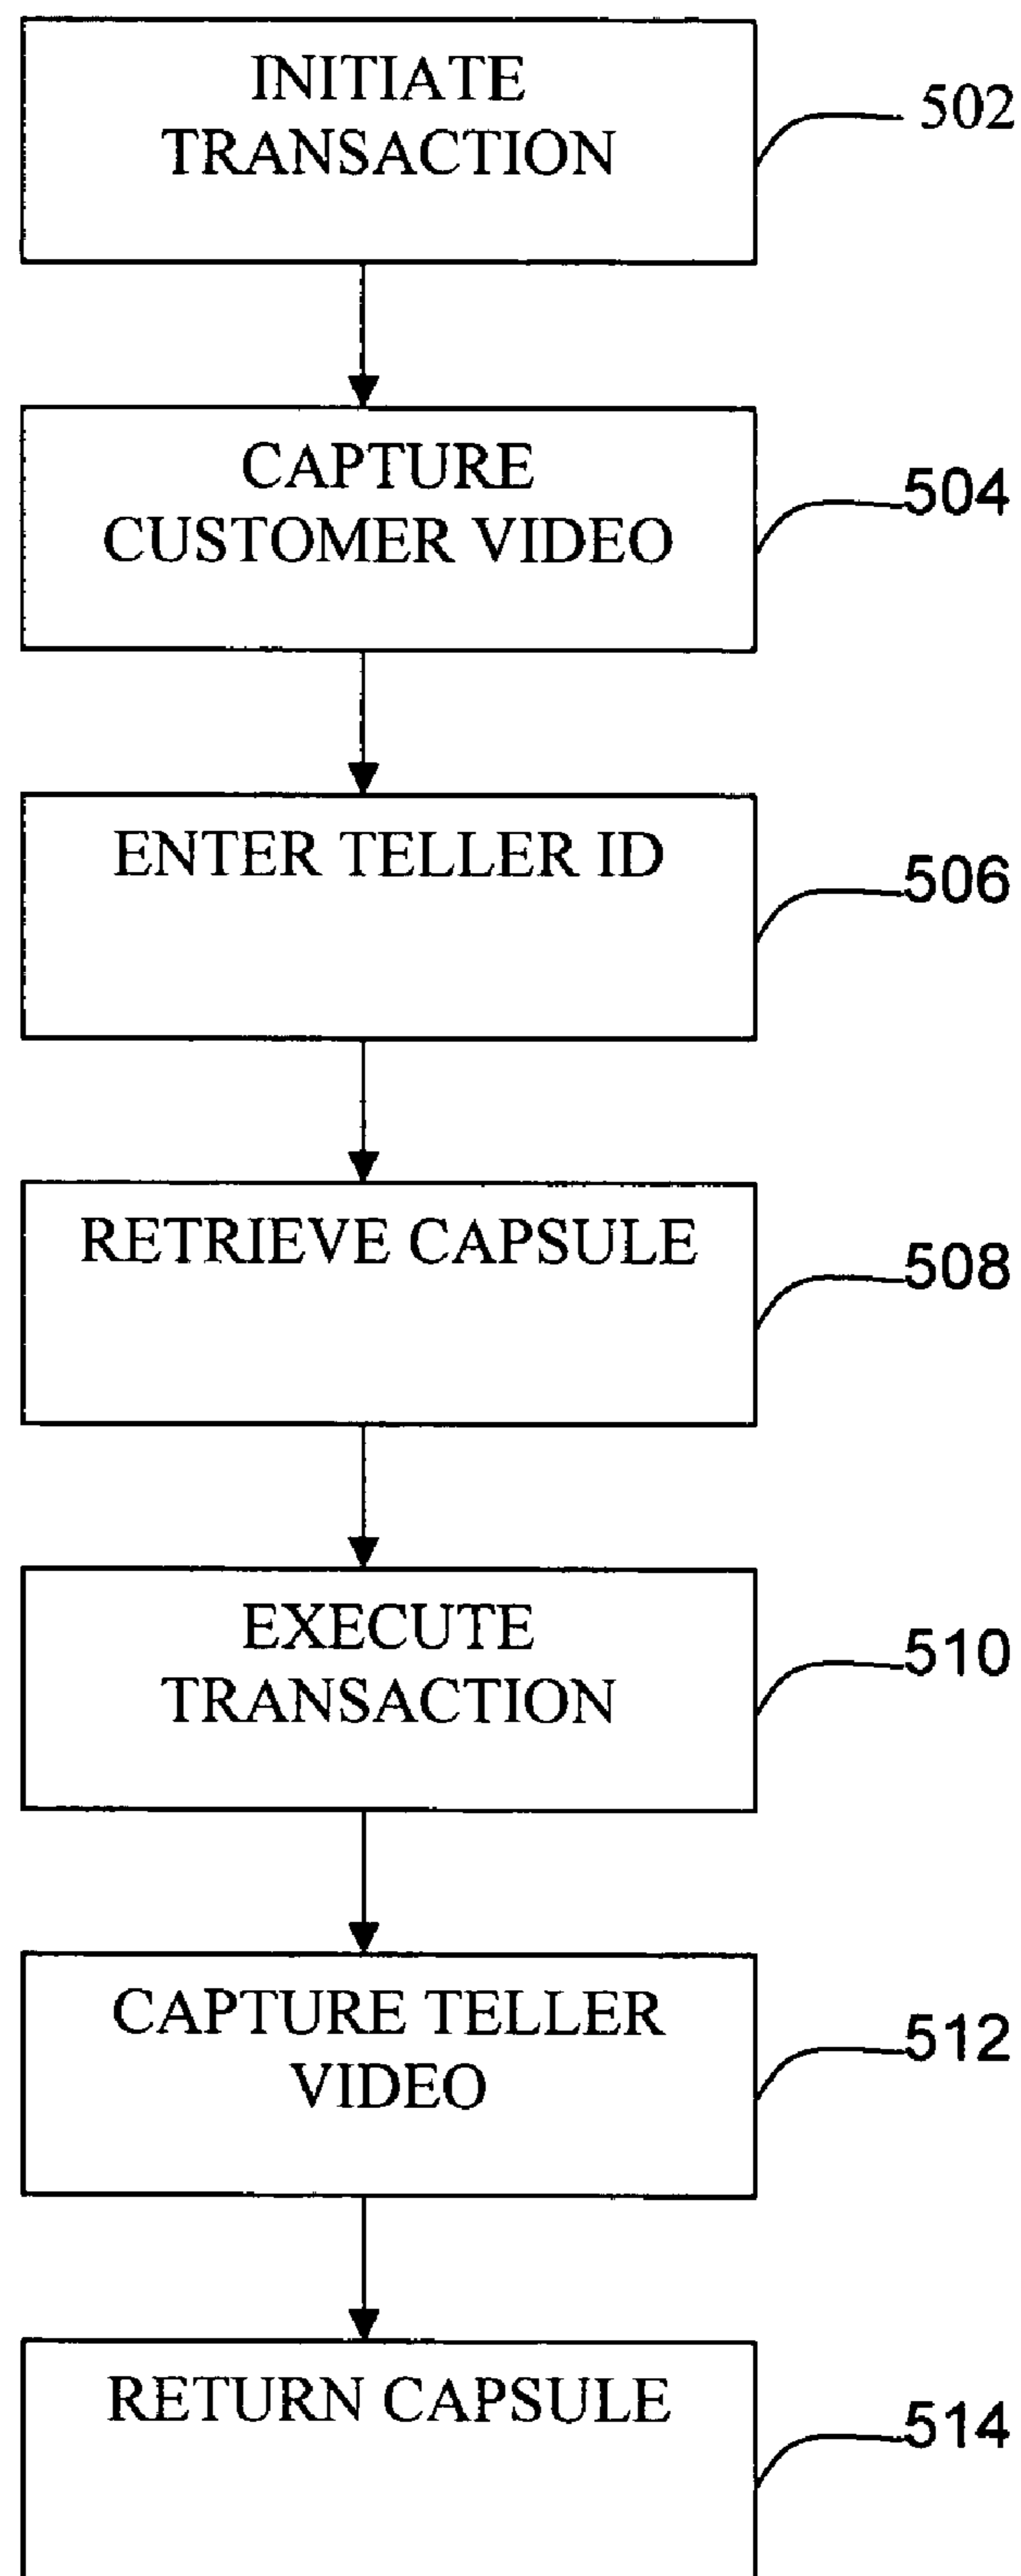 INITIATE
TRANSACTION
502
CAPTURE
CUSTOMER VIDEO
504
ENTER TELLER ID
506
RETRIEVE CAPSULE
508
EXECUTE
TRANSACTION
510
CAPTURE TELLER
VIDEO
512
RETURN CAPSULE
514